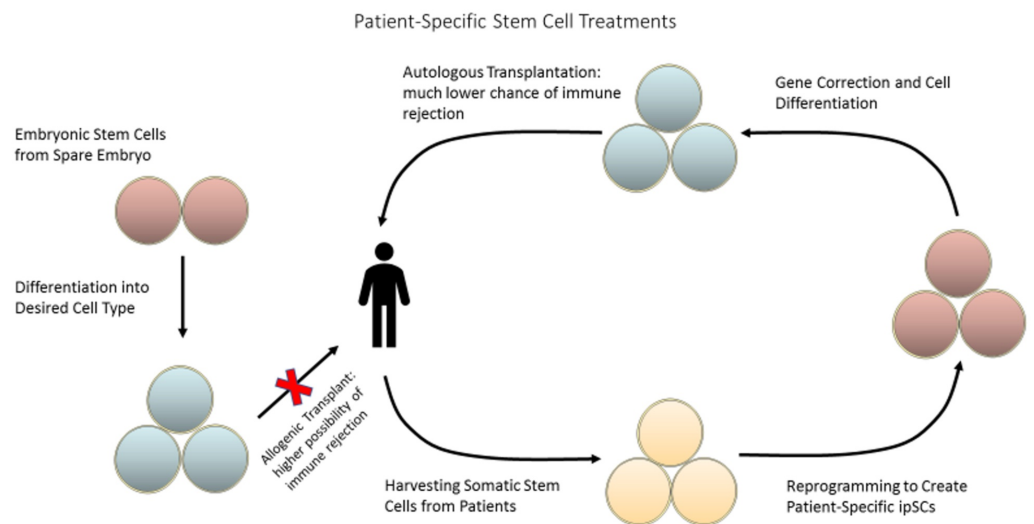 Patient-Specific Stem Cell Treatments
Autologous Transplantation:
much lower chance of immune
rejection
Gene Correction and Cell
Differentiation
Embryonic Stem Cells
from Spare Embryo
Differentiation into
Desired Cell Type
Allogenic Transplant:
higher possibility of
immune rejection
Harvesting Somatic Stem
Cells from Patients
Reprogramming to Create
Patient-Specific ipSCs